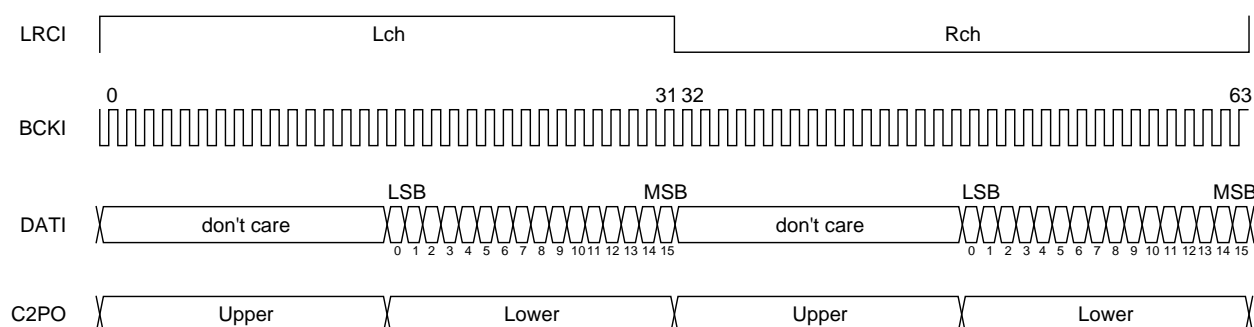 LRCI Lch Rch
0 31 32 63
BCKI
LSB MSB LSB MSB
DATI don't care don't care
0 1 2 3 4 5 6 7 8 9 10 11 12 13 14 15 0 1 2 3 4 5 6 7 8 9 10 11 12 13 14 15
C2PO Upper Lower Upper Lower